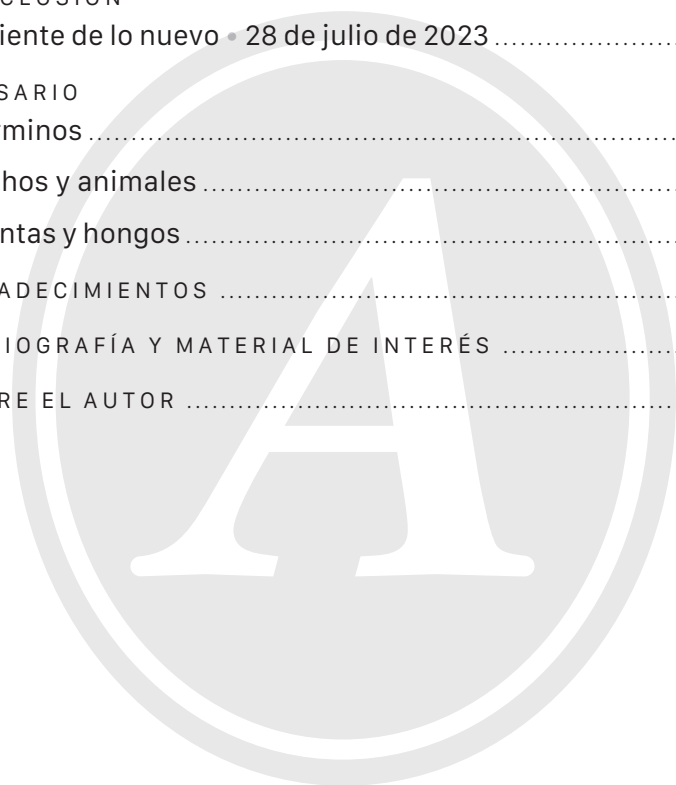 CLUSIÓN
iente de lo nuevo • 28 de julio de 2023
SARIO
rminos
hos y animales
ntas y hongos
ADECIMIENTOS
IOGRAFÍA Y MATERIAL DE INTERÉS
RE EL AUTOR
A